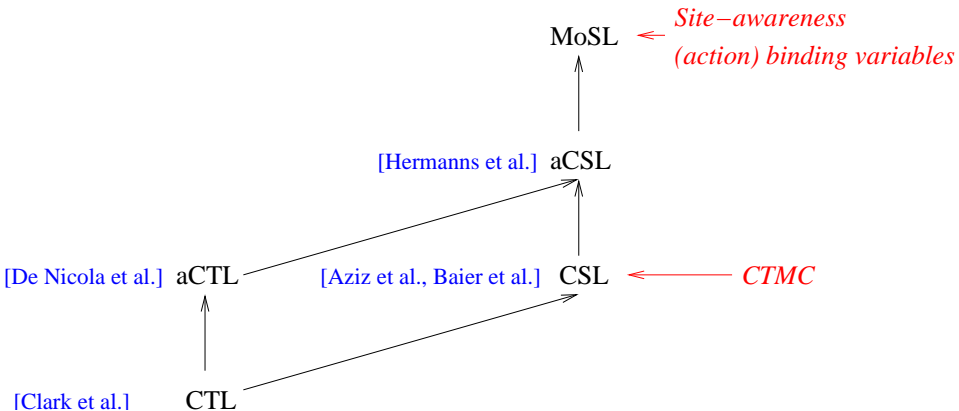 Site−awareness
MoSL
(action) binding variables
[Hermanns et al.] aCSL
[De Nicola et al.] aCTL
[Aziz et al., Baier et al.] CSL
CTMC
[Clark et al.] CTL